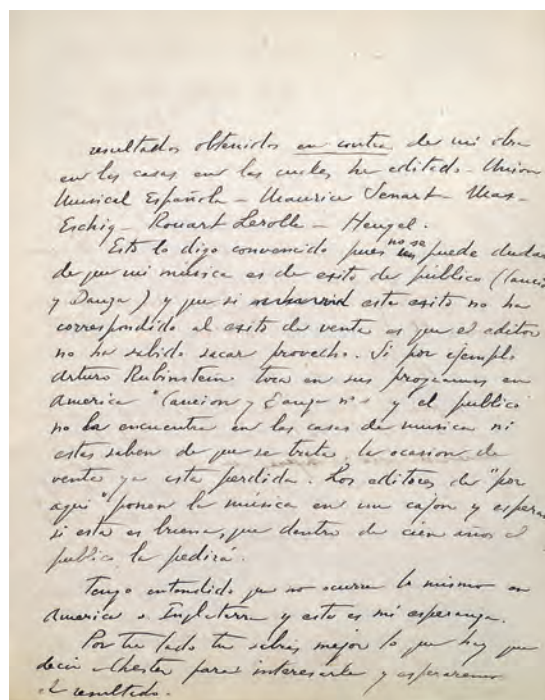 resultados obtenidos en contra de mi obra
en las casas en las cuales he editado - Union
Musical Española - Maurice Senart - Max-
Eschig - Rouart Lerolle - Heugel.
Esto lo digo convencido pues no se puede dudar
de que mi música es de exito de público (Canción
y Danza) y que si este exito no ha
correspondido al exito de venta es que el editor
no ha sabido sacar provecho. Si por ejemplo
Arturo Rubinstein toca en sus programas en
America "Cancion y Danza nº 1 y el publico
no la encuentra en las casas de musica ni
estas saben de que se trata, la ocasion de
venta ya esta perdida. Los editores de "por
aqui" ponen la música en un cajon y esperan
si esta es buena, que dentro de cien años el
publico la pedirá.
Tengo entendido que no ocurre lo mismo en
America o Inglaterra y esta es mi esperanza.
Por tu lado tu sabras mejor lo que hay que
decir a Chester para interesarle y esperaremos
el resultado.